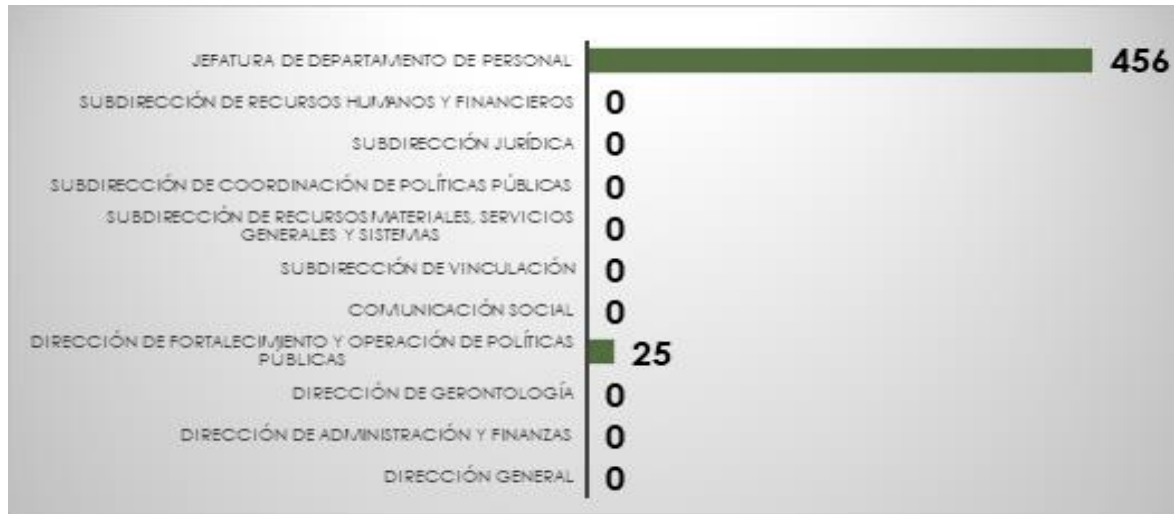 JEFATURA DE DEPARTAMENTO DE PERSONAL 456
SUBDIRECCIÓN DE RECURSOS HUMANOS Y FINANCIEROS 0
SUBDIRECCIÓN JURÍDICA 0
SUBDIRECCIÓN DE COORDINACIÓN DE POLÍTICAS PÚBLICAS 0
SUBDIRECCIÓN DE RECURSOS MATERIALES, SERVICIOS
GENERALES Y SISTEMAS 0
SUBDIRECCIÓN DE VINCULACIÓN 0
COMUNICACIÓN SOCIAL 0
DIRECCIÓN DE FORTALECIMIENTO Y OPERACIÓN DE POLÍTICAS
PÚBLICAS 25
DIRECCIÓN DE GERONTOLOGÍA 0
DIRECCIÓN DE ADMINISTRACIÓN Y FINANZAS 0
DIRECCIÓN GENERAL 0